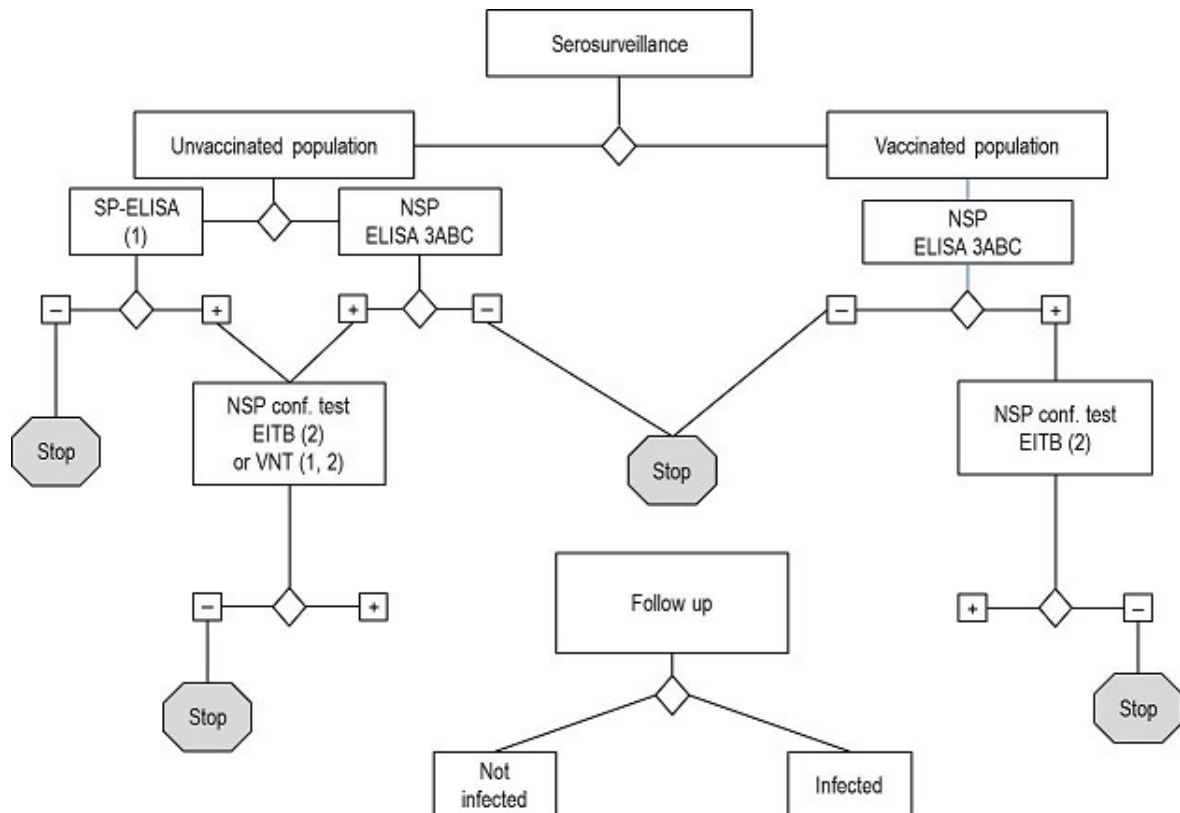 Serosurveillance
Unvaccinated population
Vaccinated population
SP-ELISA
(1)
NSP
ELISA 3ABC
NSP
ELISA 3ABC
–
+
+
–
–
+
NSP conf. test
EITB (2)
or VNT (1, 2)
NSP conf. test
EITB (2)
Stop
Stop
Follow up
–
+
+
–
Stop
Stop
Not
infected
Infected